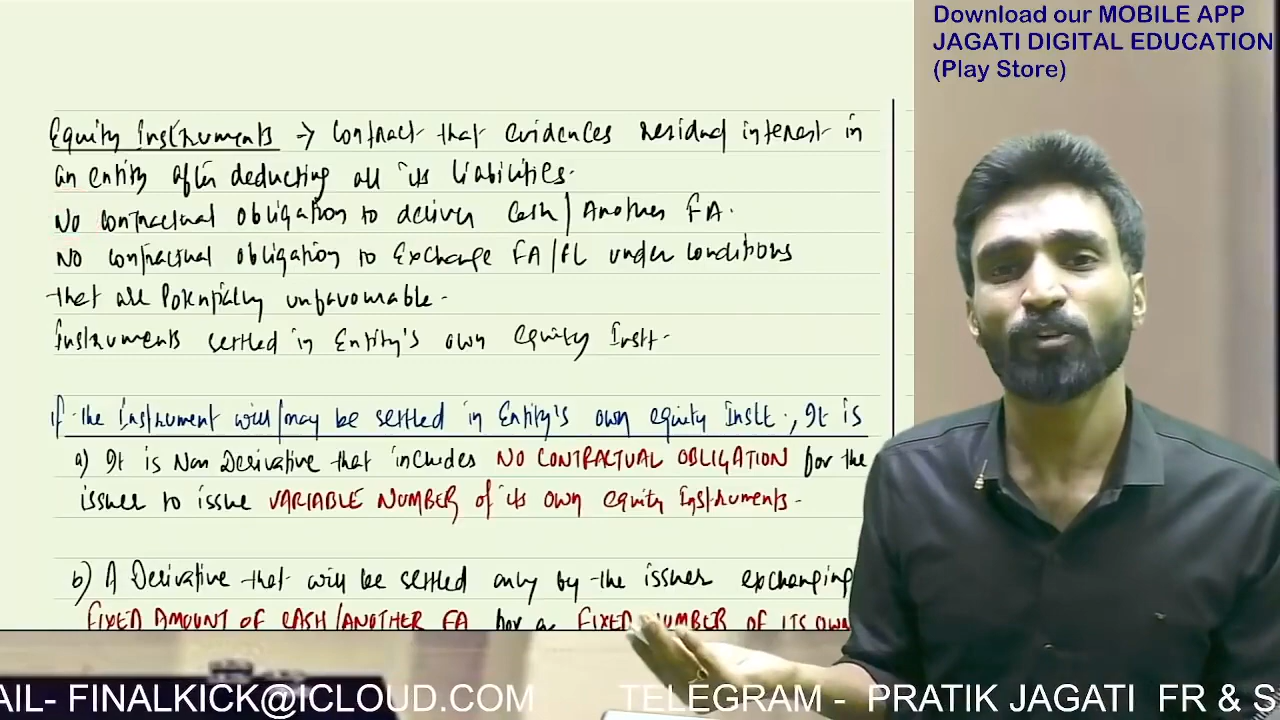 Download our MOBILE APP
JAGATI DIGITAL EDUCATION
(Play Store)
Equity Instruments → Contract that evidences residual interest in
an entity after deducting all its liabilities.
No contractual obligation to deliver Cash/Another FA.
No contractual obligation to Exchange FA/FL under conditions
that are Potentially unfavourable.
Instruments settled in Entity's own equity Instt.
If the Instrument will/may be settled in Entity's own equity Instt., It is
a) It is Non Derivative that includes NO CONTRACTUAL OBLIGATION for the
issuer to issue VARIABLE NUMBER of its own equity Instruments.
b) A Derivative that will be settled only by the issuer exchanging
FIXED AMOUNT OF CASH/ANOTHER FA for a FIXED NUMBER OF ITS OWN
AIL- FINALKICK@ICLOUD.COM TELEGRAM - PRATIK JAGATI FR & S